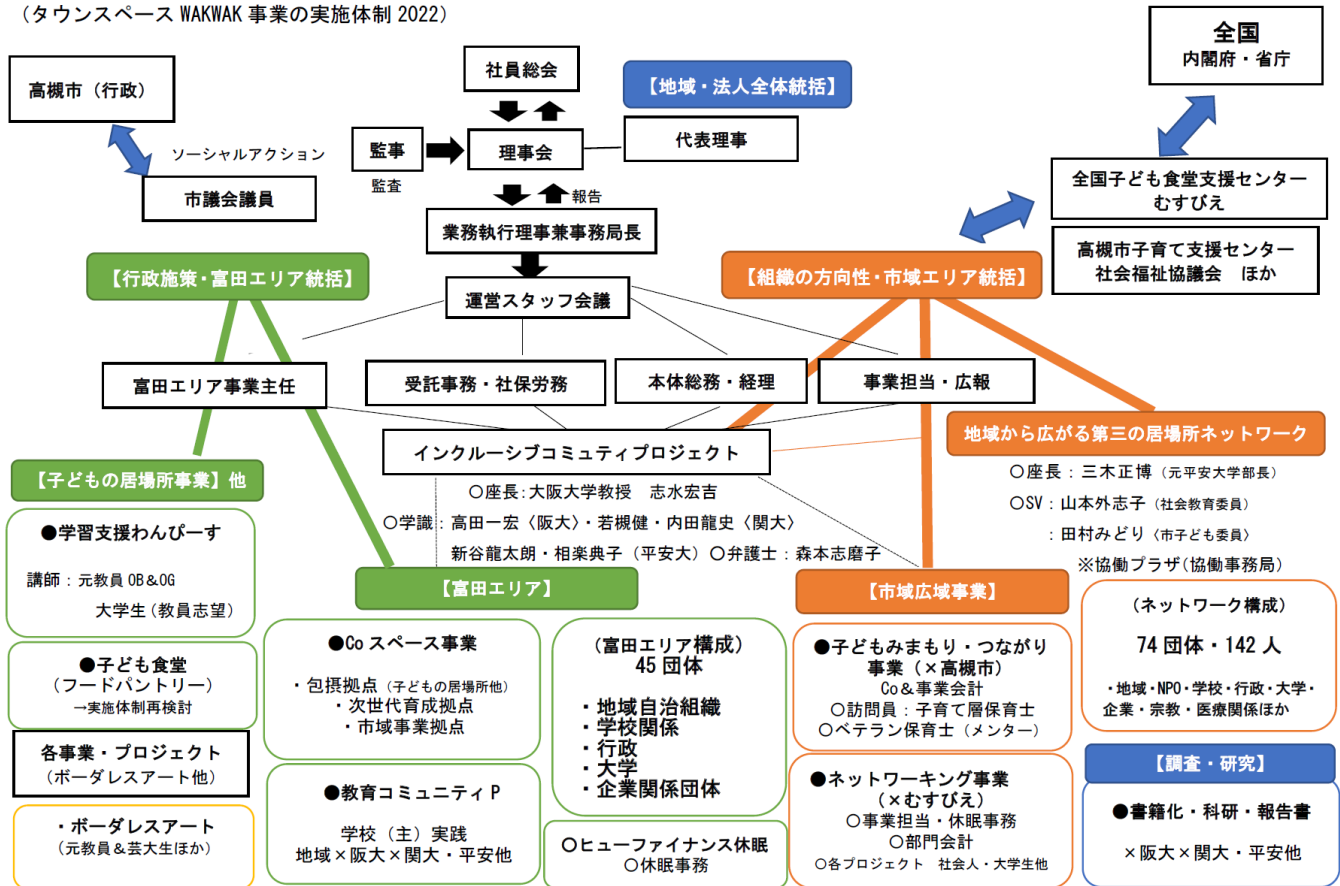 （タウンスペース WAKWAK 事業の実施体制 2022）
全国
内閣府・省庁
高槻市（行政）
社員総会
【地域・法人全体統括】
ソーシャルアクション
監事
監査
理事会
代表理事
市議会議員
報告
業務執行理事兼事務局長
全国子ども食堂支援センター
むすびえ
高槻市子育て支援センター
社会福祉協議会　ほか
【行政施策・富田エリア統括】
【組織の方向性・市域エリア統括】
運営スタッフ会議
富田エリア事業主任
受託事務・社保労務
本体総務・経理
事業担当・広報
インクルーシブコミュティプロジェクト
〇座長：大阪大学教授　志水宏吉
〇学識：高田一宏〈阪大〉・若槻健・内田龍史〈関大〉
新谷龍太朗・相楽典子（平安大）〇弁護士：森本志磨子
地域から広がる第三の居場所ネットワーク
〇座長：三木正博（元平安大学部長）
〇SV：山本外志子（社会教育委員）
：田村みどり〈市子ども委員〉
※協働プラザ(協働事務局)
【子どもの居場所事業】他
●学習支援わんぴーす
講師：元教員 OB＆OG
大学生（教員志望）
●子ども食堂
（フードパントリー）
→実施体制再検討
各事業・プロジェクト
（ボーダレスアート他）
・ボーダレスアート
（元教員＆芸大生ほか）
【富田エリア】
●Co スペース事業
・包摂拠点（子どもの居場所他）
・次世代育成拠点
・市域事業拠点
●教育コミュニティ P
学校（主）実践
地域×阪大×関大・平安他
（富田エリア構成）
45 団体
・地域自治組織
・学校関係
・行政
・大学
・企業関係団体
〇ヒューファイナンス休眠
〇休眠事務
【市域広域事業】
●子どもみまもり・つながり
事業（×高槻市）
Co＆事業会計
〇訪問員：子育て層保育士
〇ベテラン保育士（メンター）
●ネットワーキング事業
（×むすびえ）
〇事業担当・休眠事務
〇部門会計
〇各プロジェクト　社会人・大学生他
（ネットワーク構成）
74 団体・142 人
・地域・NPO・学校・行政・大学・
企業・宗教・医療関係ほか
【調査・研究】
●書籍化・科研・報告書
×阪大×関大・平安他